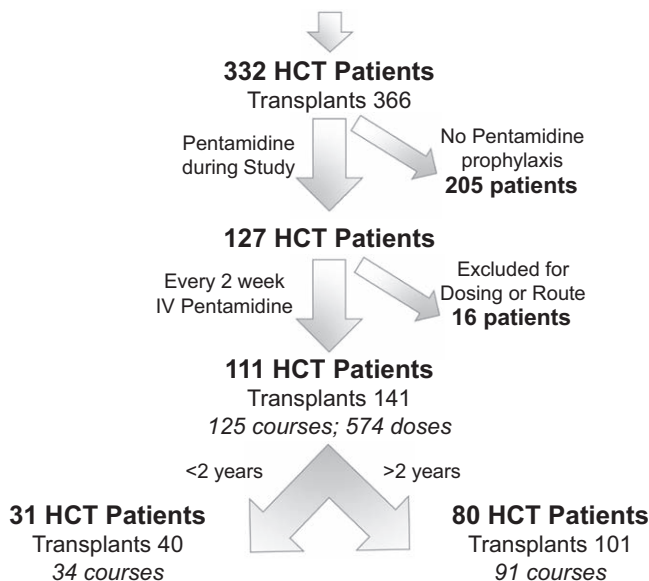 332 HCT Patients
Transplants 366
Pentamidine
during Study
No Pentamidine
prophylaxis
205 patients
127 HCT Patients
Every 2 week
IV Pentamidine
Excluded for
Dosing or Route
16 patients
111 HCT Patients
Transplants 141
125 courses; 574 doses
<2 years
>2 years
31 HCT Patients
Transplants 40
34 courses
80 HCT Patients
Transplants 101
91 courses